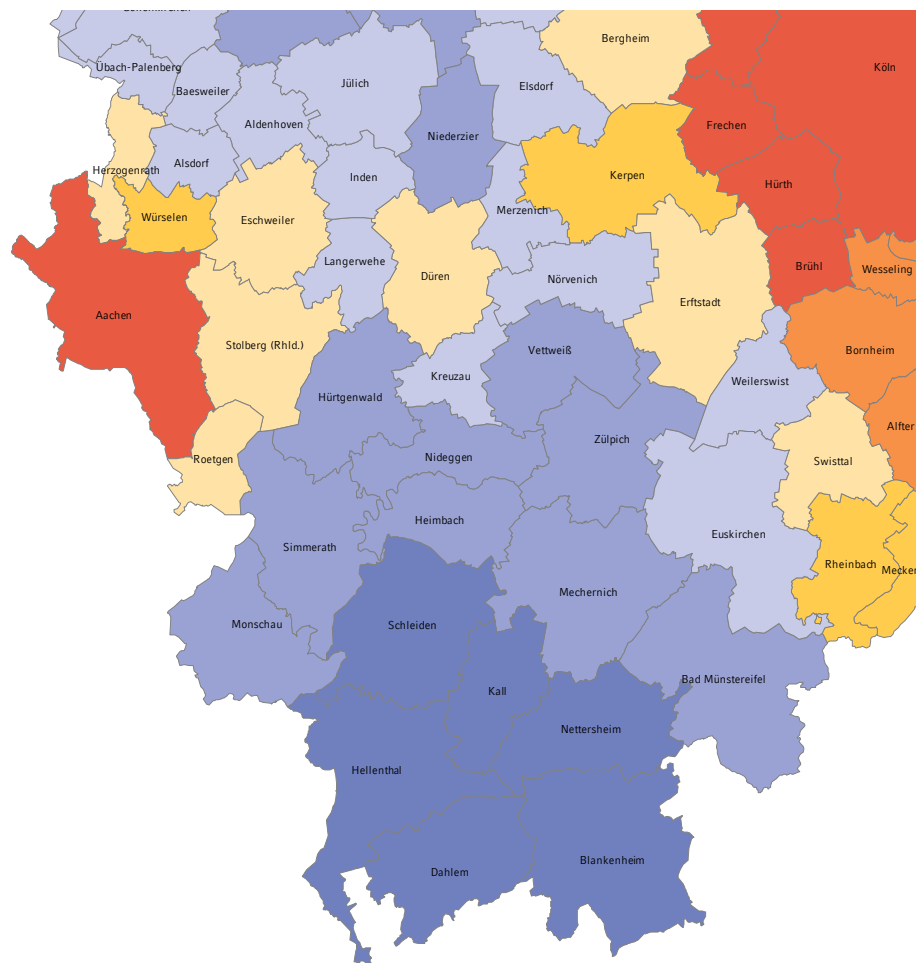 Bergheim
Köln
Übach-Palenberg
Jülich
Elsdorf
Baesweiler
Aldenhoven
Frechen
Niederzier
Alsdorf
Herzogenrath
Inden
Kerpen
Hürth
Würselen
Eschweiler
Merzenich
Langerwehe
Düren
Nörvenich
Brühl
Wesseling
Erftstadt
Aachen
Stolberg (Rhld.)
Vettweiß
Bornheim
Kreuzau
Weilerswist
Hürtgenwald
Zülpich
Alfter
Roetgen
Nideggen
Swisttal
Heimbach
Euskirchen
Simmerath
Rheinbach
Mecken
Mechernich
Monschau
Schleiden
Bad Münstereifel
Kall
Nettersheim
Hellenthal
Blankenheim
Dahlem